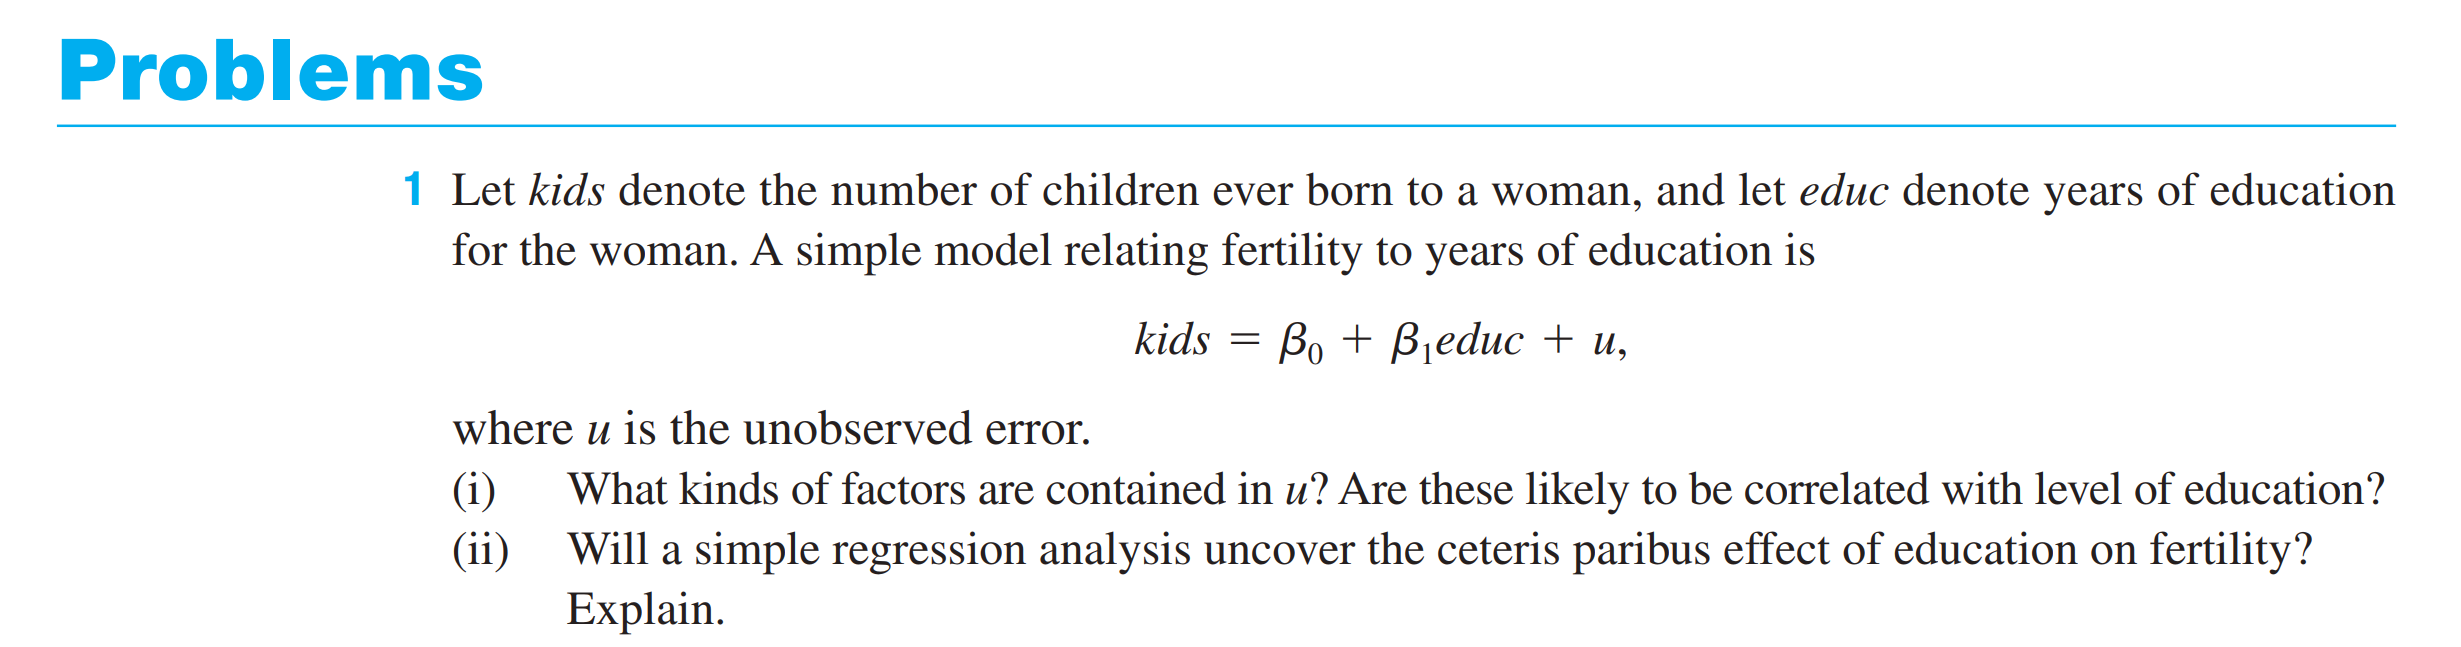 Problems
1 Let kids denote the number of children ever born to a woman, and let educ denote years of education
for the woman. A simple model relating fertility to years of education is
kids = β₀ + β₁educ + u,
where u is the unobserved error.
(i) What kinds of factors are contained in u? Are these likely to be correlated with level of education?
(ii) Will a simple regression analysis uncover the ceteris paribus effect of education on fertility?
Explain.